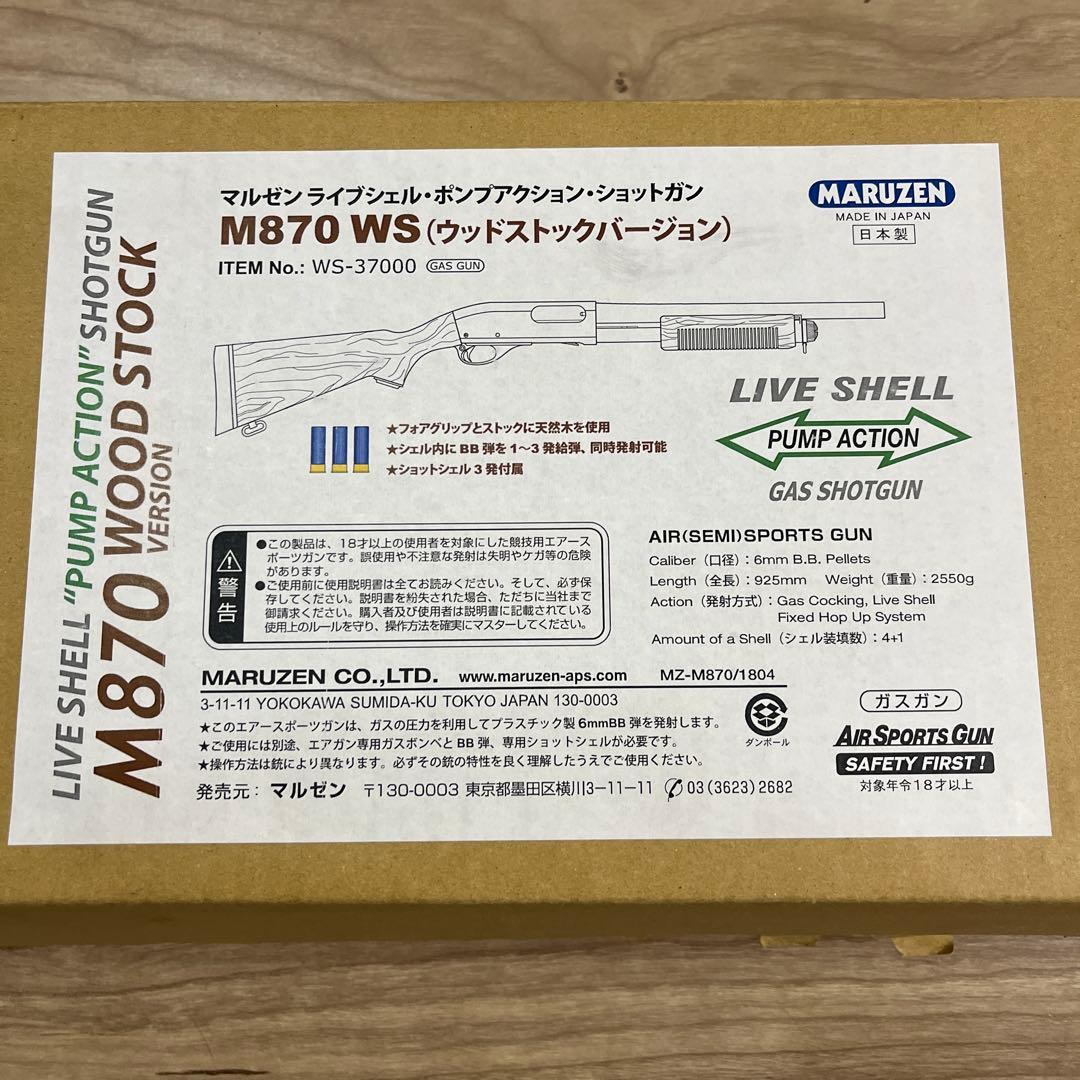 LIVE SHELL "PUMP ACTION" SHOTGUN
M870 WOOD STOCK
VERSION
マルゼン ライブシェル・ポンプアクション・ショットガン
M870 WS(ウッドストックバージョン)
ITEM No.: WS-37000 GAS GUN
MARUZEN
MADE IN JAPAN
日本製
★フォアグリップとストックに天然木を使用
★シェル内にBB弾を1〜3発給弾、同時発射可能
★ショットシェル3発付属
LIVE SHELL
PUMP ACTION
GAS SHOTGUN
警告
●この製品は、18才以上の使用者を対象にした競技用エアース
ポーツガンです。誤使用や不注意な発射は失明やケガ等の危険
があります。
●ご使用前に使用説明書は全てお読みください。そして、必ず保
存してください。説明書を紛失された場合、ただちに当社まで
御請求ください。購入者及び使用者は説明書に記載されている
使用上のルールを守り、操作方法を確実にマスターしてください。
AIR(SEMI)SPORTS GUN
Caliber(口径):6mm B.B. Pellets
Length(全長):925mm Weight(重量):2550g
Action(発射方式):Gas Cocking, Live Shell
Fixed Hop Up System
Amount of a Shell(シェル装填数):4+1
MARUZEN CO.,LTD. www.maruzen-aps.com MZ-M870/1804
3-11-11 YOKOKAWA SUMIDA-KU TOKYO JAPAN 130-0003
★このエアースポーツガンは、ガスの圧力を利用してプラスチック製6mmBB弾を発射します。
★ご使用には別途、エアガン専用ガスボンベとBB弾、専用ショットシェルが必要です。
★操作方法は銃により異なります。必ずその銃の特性を良く理解したうえでご使用ください。
発売元:マルゼン 〒130-0003 東京都墨田区横川3-11-11 03(3623)2682
ダンボール
ガスガン
AIR SPORTS GUN
SAFETY FIRST!
対象年令18才以上